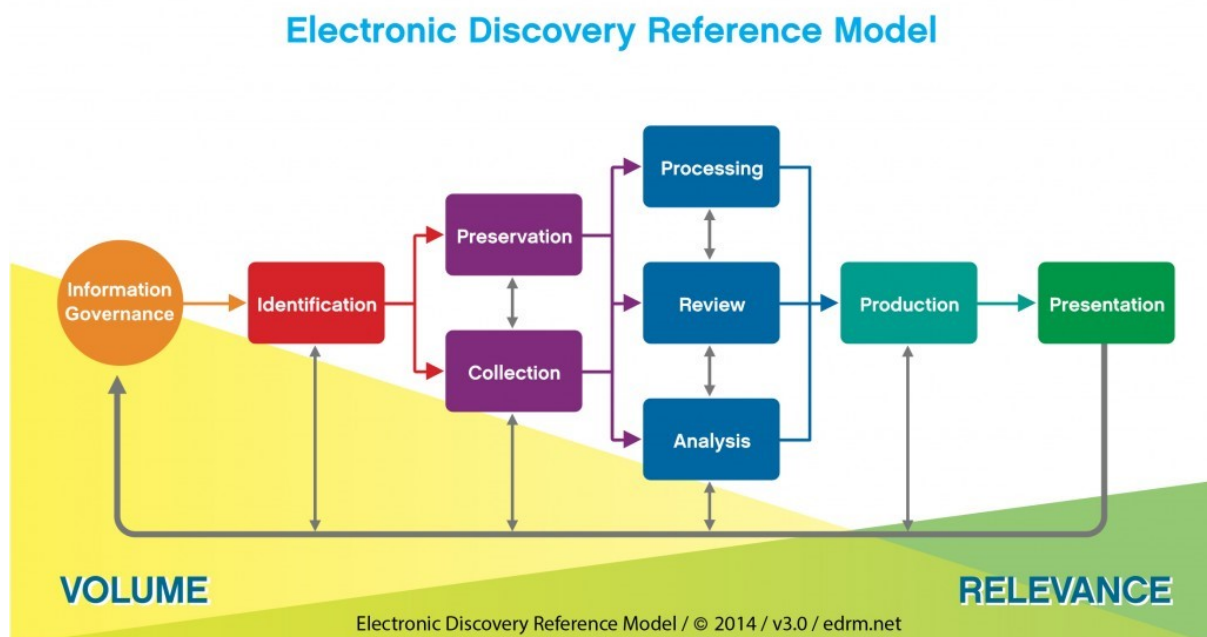 Electronic Discovery Reference Model
Information
Governance
Identification
Preservation
Collection
Processing
Review
Analysis
Production
Presentation
VOLUME
RELEVANCE
Electronic Discovery Reference Model / © 2014 / v3.0 / edrm.net